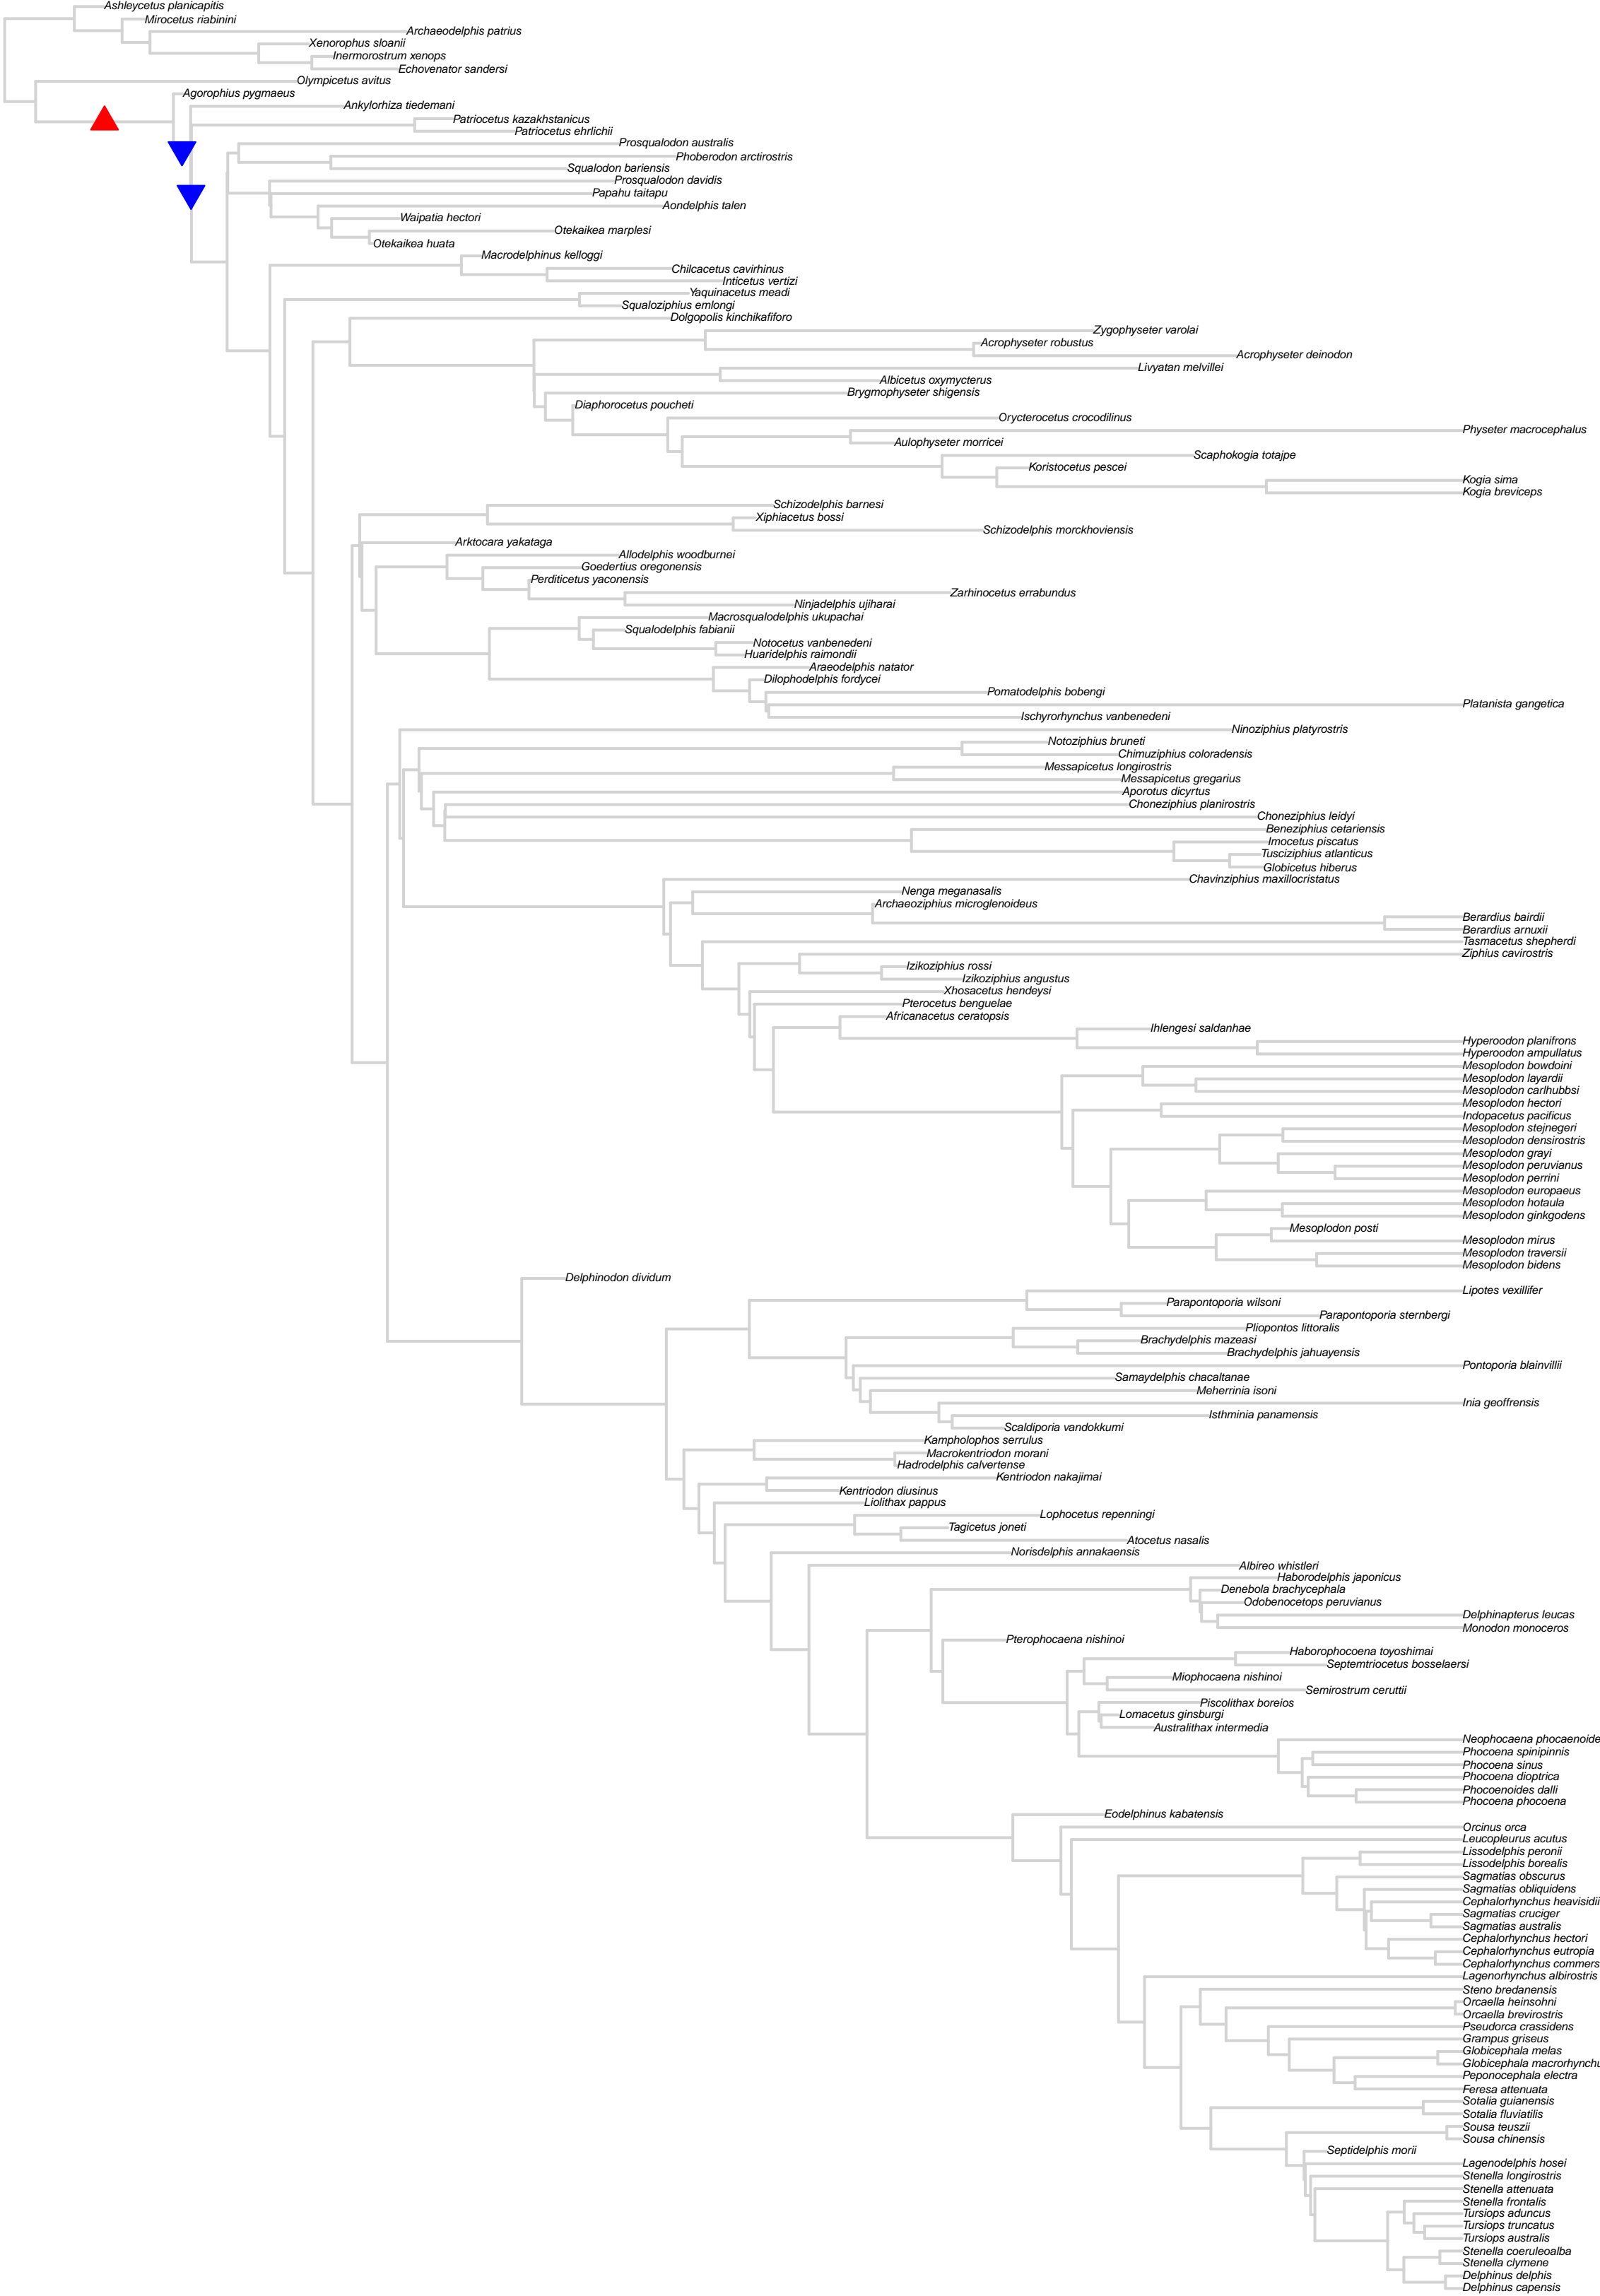 Ashleycetus planicapitis
Mirocetus riabinini
Archaeodelphis patrius
Xenorophus sloanii
Inermorostrum xenops
Echovenator sandersi
Olympicetus avitus
Agorophius pygmaeus
Ankylorhiza tiedemani
Patriocetus kazakhstanicus
Patriocetus ehrlichii
Prosqualodon australis
Phoberodon arctirostris
Squalodon bariensis
Prosqualodon davidis
Papahu taitapu
Aondelphis talen
Waipatia hectori
Otekaikea marplesi
Otekaikea huata
Macrodelphinus kelloggi
Chilcacetus cavirhinus
Inticetus vertizi
Yaquinacetus meadi
Squaloziphius emlongi
Dolgopolis kinchikafiforo
Zygophyseter varolai
Acrophyseter robustus
Acrophyseter deinodon
Livyatan melvillei
Albicetus oxymycterus
Brygmophyseter shigensis
Diaphorocetus poucheti
Orycterocetus crocodilinus
Physeter macrocephalus
Aulophyseter morricei
Scaphokogia totajpe
Koristocetus pescei
Kogia sima
Kogia breviceps
Schizodelphis barnesi
Xiphiacetus bossi
Schizodelphis morckhoviensis
Arktocara yakataga
Allodelphis woodburnei
Goedertius oregonensis
Perditicetus yaconensis
Zarhinocetus errabundus
Ninjadelphis ujiharai
Macrosqualodelphis ukupachai
Squalodelphis fabianii
Notocetus vanbenedeni
Huaridelphis raimondii
Araeodelphis natator
Dilophodelphis fordycei
Pomatodelphis bobengi
Platanista gangetica
Ischyrorhynchus vanbenedeni
Ninoziphius platyrostris
Notoziphius bruneti
Chimuziphius coloradensis
Messapicetus longirostris
Messapicetus gregarius
Aporotus dicyrtus
Choneziphius planirostris
Choneziphius leidyi
Beneziphius cetariensis
Imocetus piscatus
Tusciziphius atlanticus
Globicetus hiberus
Chavinziphius maxillocristatus
Nenga meganasalis
Archaeoziphius microglenoideus
Berardius bairdii
Berardius arnuxii
Tasmacetus shepherdi
Ziphius cavirostris
Izikoziphius rossi
Izikoziphius angustus
Xhosacetus hendeysi
Pterocetus benguelae
Africanacetus ceratopsis
Ihlengesi saldanhae
Hyperoodon planifrons
Hyperoodon ampullatus
Mesoplodon bowdoini
Mesoplodon layardii
Mesoplodon carlhubbsi
Mesoplodon hectori
Indopacetus pacificus
Mesoplodon stejnegeri
Mesoplodon densirostris
Mesoplodon grayi
Mesoplodon peruvianus
Mesoplodon perrini
Mesoplodon europaeus
Mesoplodon hotaula
Mesoplodon ginkgodens
Mesoplodon posti
Mesoplodon mirus
Mesoplodon traversii
Mesoplodon bidens
Delphinodon dividum
Lipotes vexillifer
Parapontoporia wilsoni
Parapontoporia sternbergi
Pliopontos littoralis
Brachydelphis mazeasi
Brachydelphis jahuayensis
Pontoporia blainvillii
Samaydelphis chacaltanae
Meherrinia isoni
Inia geoffrensis
Isthminia panamensis
Scaldiporia vandokkumi
Kampholophos serrulus
Macrokentriodon morani
Hadrodelphis calvertense
Kentriodon nakajimai
Kentriodon diusinus
Liolithax pappus
Lophocetus repenningi
Tagicetus joneti
Atocetus nasalis
Norisdelphis annakaensis
Albireo whistleri
Haborodelphis japonicus
Denebola brachycephala
Odobenocetops peruvianus
Delphinapterus leucas
Monodon monoceros
Pterophocaena nishinoi
Haborophocoena toyoshimai
Septemtriocetus bosselaersi
Miophocaena nishinoi
Semirostrum ceruttii
Piscolithax boreios
Lomacetus ginsburgi
Australithax intermedia
Neophocaena phocaenoide
Phocoena spinipinnis
Phocoena sinus
Phocoena dioptrica
Phocoenoides dalli
Phocoena phocoena
Eodelphinus kabatensis
Orcinus orca
Leucopleurus acutus
Lissodelphis peronii
Lissodelphis borealis
Sagmatias obscurus
Sagmatias obliquidens
Cephalorhynchus heavisidii
Sagmatias cruciger
Sagmatias australis
Cephalorhynchus hectori
Cephalorhynchus eutropia
Cephalorhynchus commers
Lagenorhynchus albirostris
Steno bredanensis
Orcaella heinsohni
Orcaella brevirostris
Pseudorca crassidens
Grampus griseus
Globicephala melas
Globicephala macrorhynchu
Peponocephala electra
Feresa attenuata
Sotalia guianensis
Sotalia fluviatilis
Sousa teuszii
Sousa chinensis
Septidelphis morii
Lagenodelphis hosei
Stenella longirostris
Stenella attenuata
Stenella frontalis
Tursiops aduncus
Tursiops truncatus
Tursiops australis
Stenella coeruleoalba
Stenella clymene
Delphinus delphis
Delphinus capensis